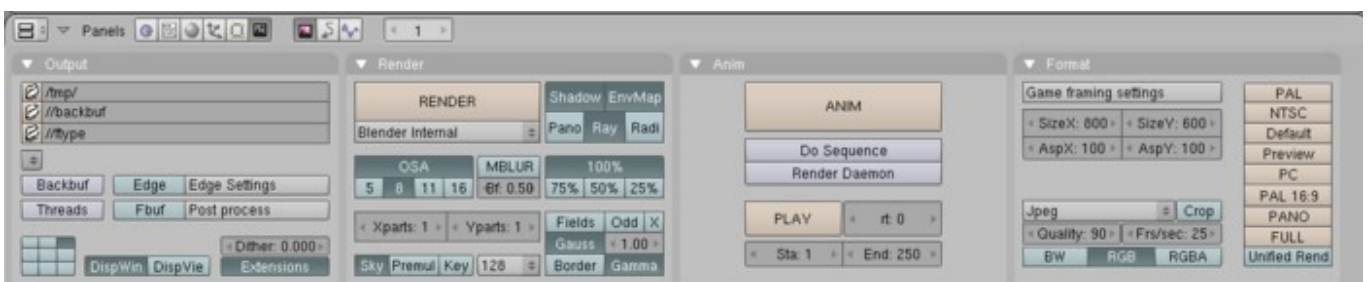 Panels 1
Output
/tmp/
//backbuf
//ftype
Backbuf Edge Edge Settings
Threads Fbuf Post process
Dither: 0.000
DispWin DispVie Extensions
Render
RENDER Shadow EnvMap
Blender Internal Pano Ray Radi
OSA MBLUR 100%
5 8 11 16 Bf: 0.50 75% 50% 25%
Xparts: 1 Yparts: 1 Fields Odd X
Gauss 1.00
Sky Premul Key 128 Border Gamma
Anim
ANIM
Do Sequence
Render Daemon
PLAY rt: 0
Sta: 1 End: 250
Format
Game framing settings PAL
SizeX: 800 SizeY: 600 NTSC
AspX: 100 AspY: 100 Default
Preview
PC
PAL 16:9
Jpeg Crop PANO
Quality: 90 Frs/sec: 25 FULL
BW RGB RGBA Unified Rend